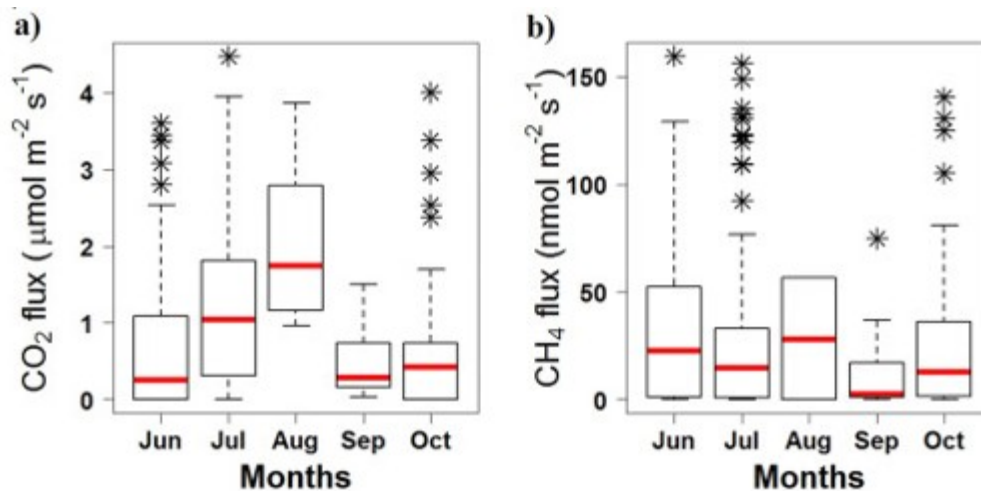 a)
CO₂ flux ( μmol m⁻² s⁻¹)
4
3
2
1
0
Jun Jul Aug Sep Oct
Months
b)
CH₄ flux (nmol m⁻² s⁻¹)
150
100
50
0
Jun Jul Aug Sep Oct
Months